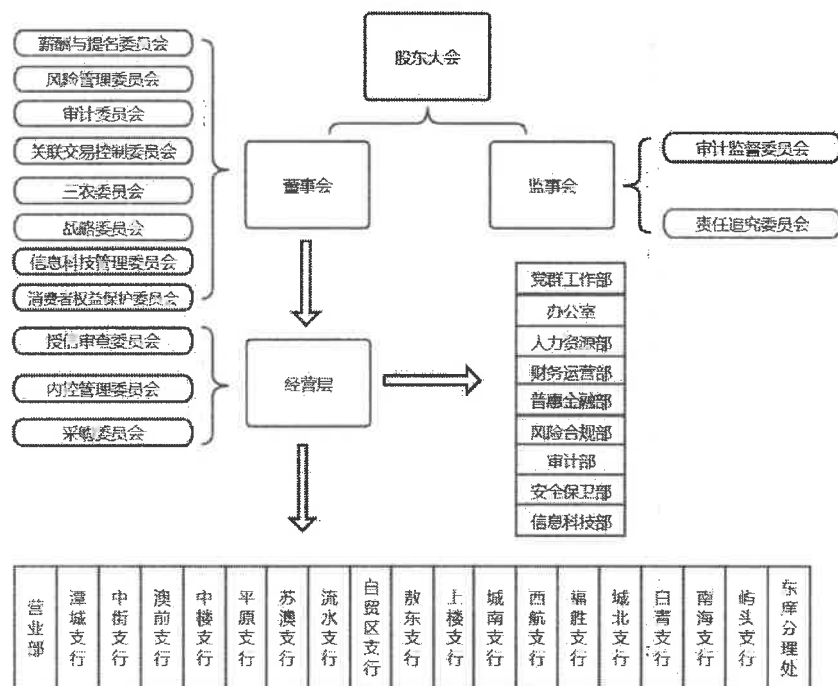 股东大会
薪酬与提名委员会
风险管理委员会
审计委员会
关联交易控制委员会
三农委员会
战略委员会
信息科技管理委员会
消费者权益保护委员会
董事会
监事会
审计监督委员会
责任追究委员会
授信审查委员会
内控管理委员会
采购委员会
经营层
党群工作部
办公室
人力资源部
财务运营部
普惠金融部
风险合规部
审计部
安全保卫部
信息科技部
营业部
潭城支行
中街支行
澳前支行
中楼支行
平原支行
苏澳支行
流水支行
自贸区支行
敖东支行
上楼支行
城南支行
西航支行
福胜支行
城北支行
白青支行
南海支行
屿头支行
东庠分理处